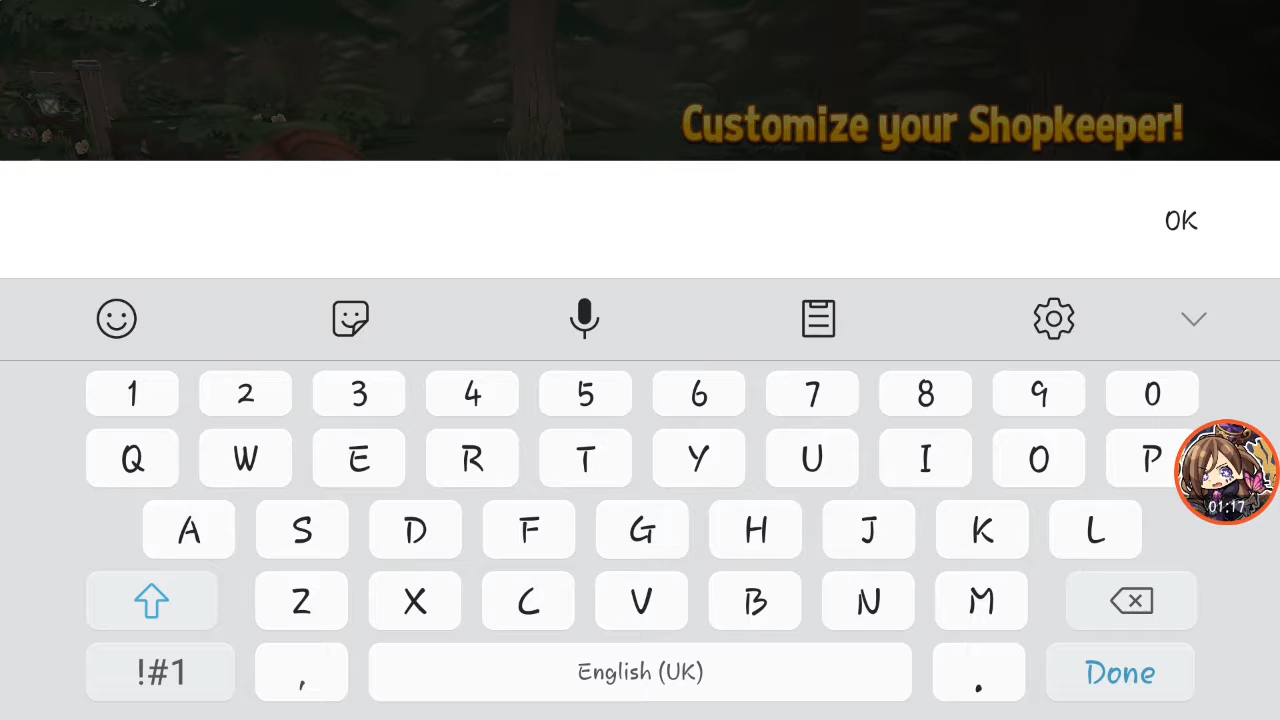 Customize your Shopkeeper!
OK
1 2 3 4 5 6 7 8 9 0
Q W E R T Y U I O P
01:17
A S D F G H J K L
Z X C V B N M
!#1 , English (UK) . Done